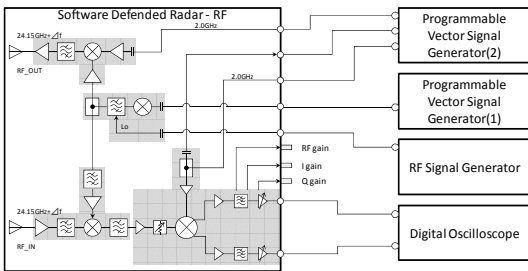 Software Defended Radar - RF
24.15GHz+⊿f
2.0GHz
RF_OUT
2.0GHz
Lo
RF gain
I gain
Q gain
24.15GHz+⊿f
RF_IN
Programmable
Vector Signal
Generator(2)
Programmable
Vector Signal
Generator(1)
RF Signal Generator
Digital Oscilloscope